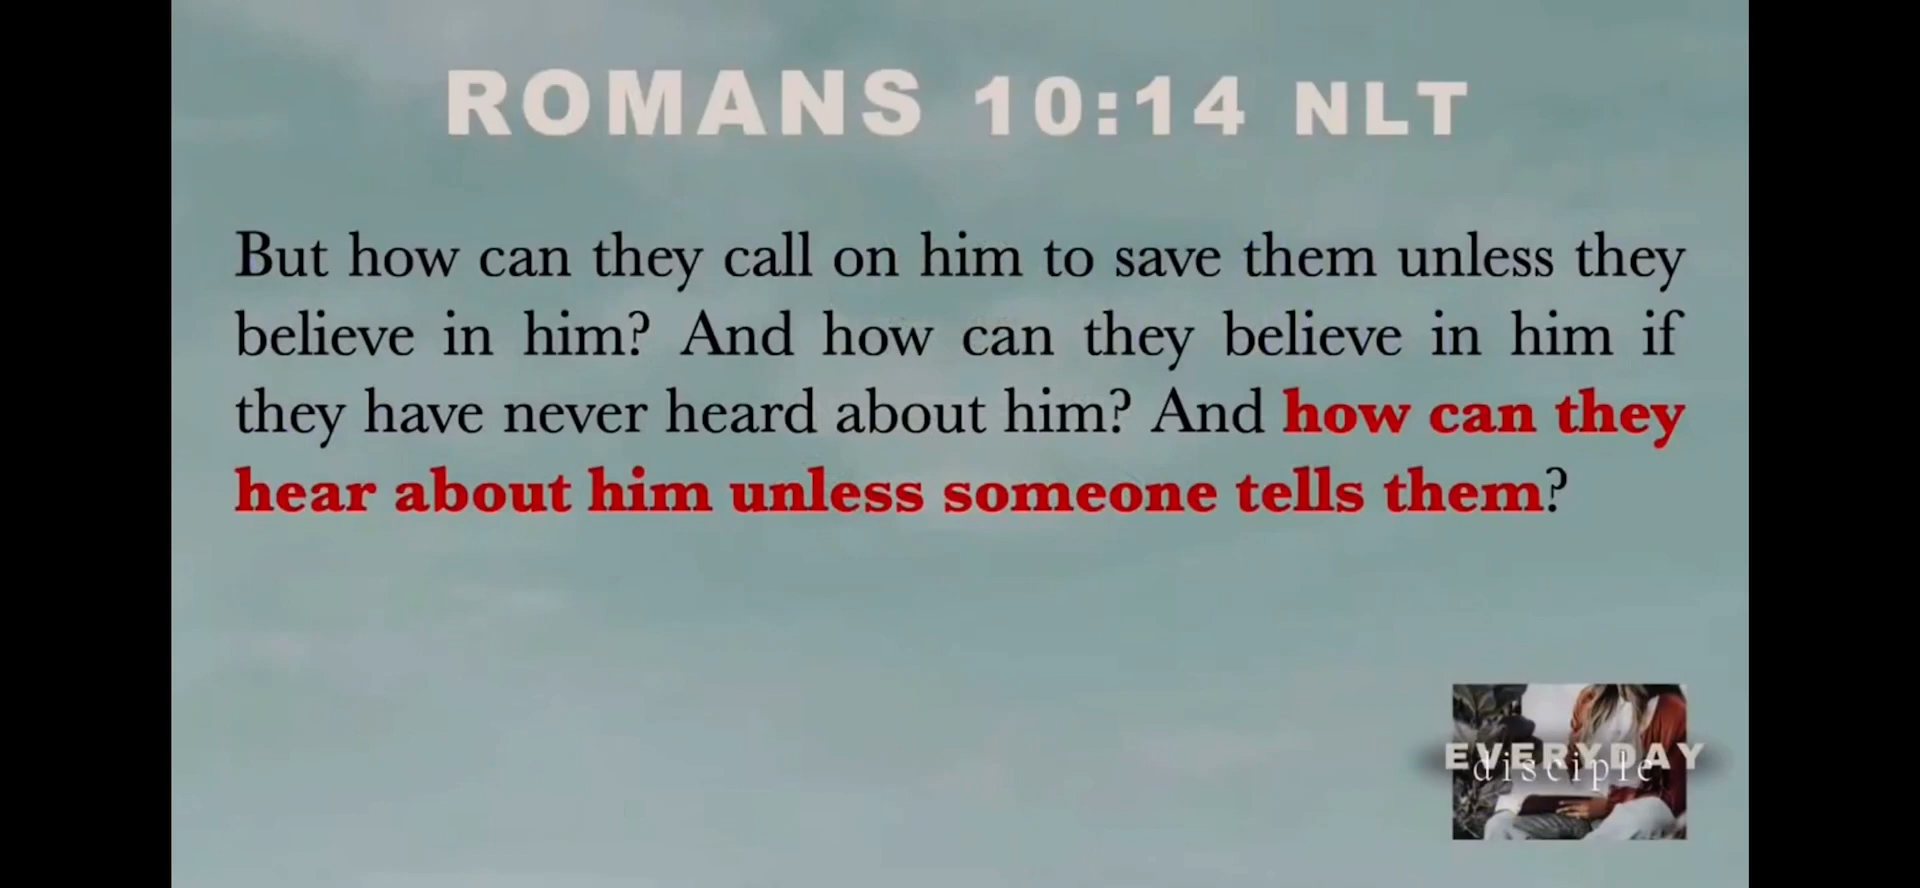 ROMANS 10:14 NLT
But how can they call on him to save them unless they
believe in him? And how can they believe in him if
they have never heard about him? And how can they
hear about him unless someone tells them?
EVERYDAY
disciple